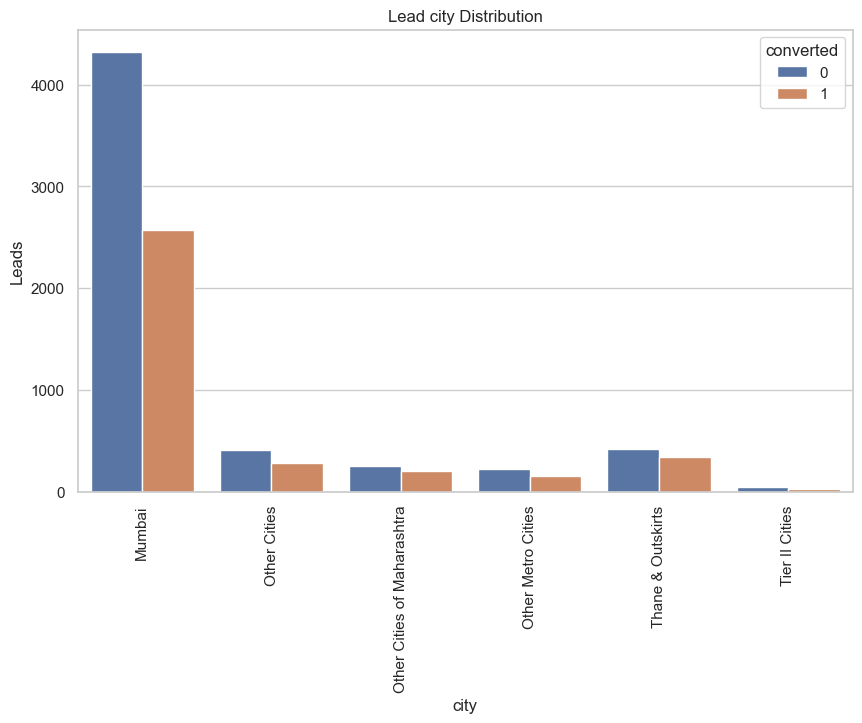 Lead city Distribution
converted
0
1
Leads
4000
3000
2000
1000
0
Mumbai
Other Cities
Other Cities of Maharashtra
Other Metro Cities
Thane & Outskirts
Tier II Cities
city